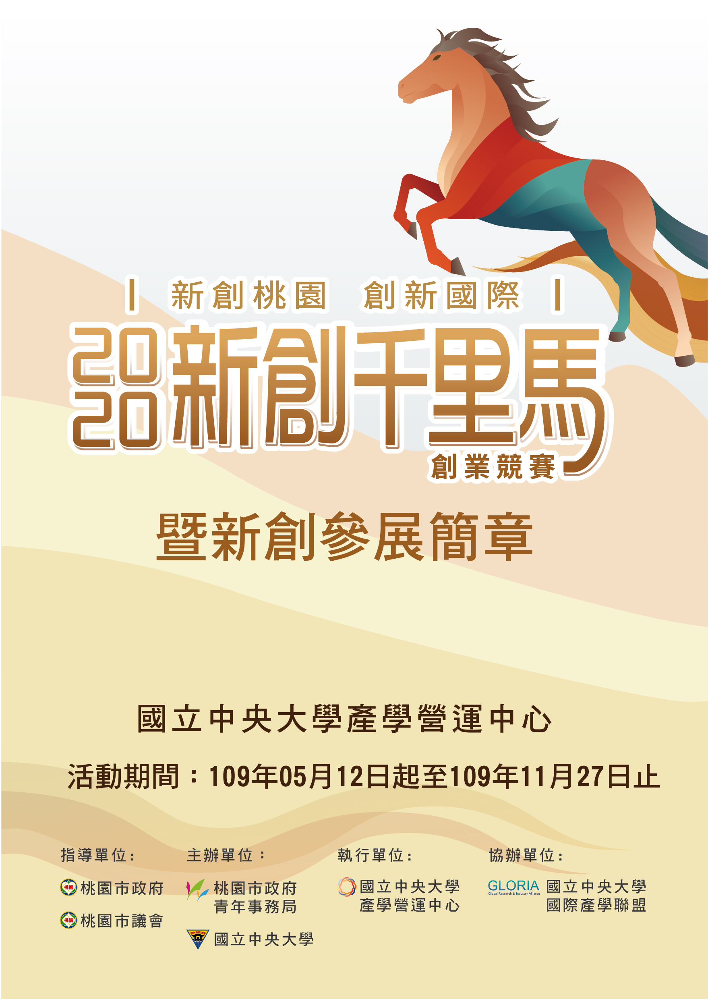 新創桃園 創新國際
2020新創千里馬
創業競賽
暨新創參展簡章
國立中央大學產學營運中心
活動期間：109年05月12日起至109年11月27日止
指導單位:
桃園
桃園市政府
桃議
桃園市議會
主辦單位：
桃園市政府
青年事務局
國立中央大學
執行單位:
國立中央大學
產學營運中心
協辦單位:
GLORIA
Global Research & Industry Alliance
國立中央大學
國際產學聯盟